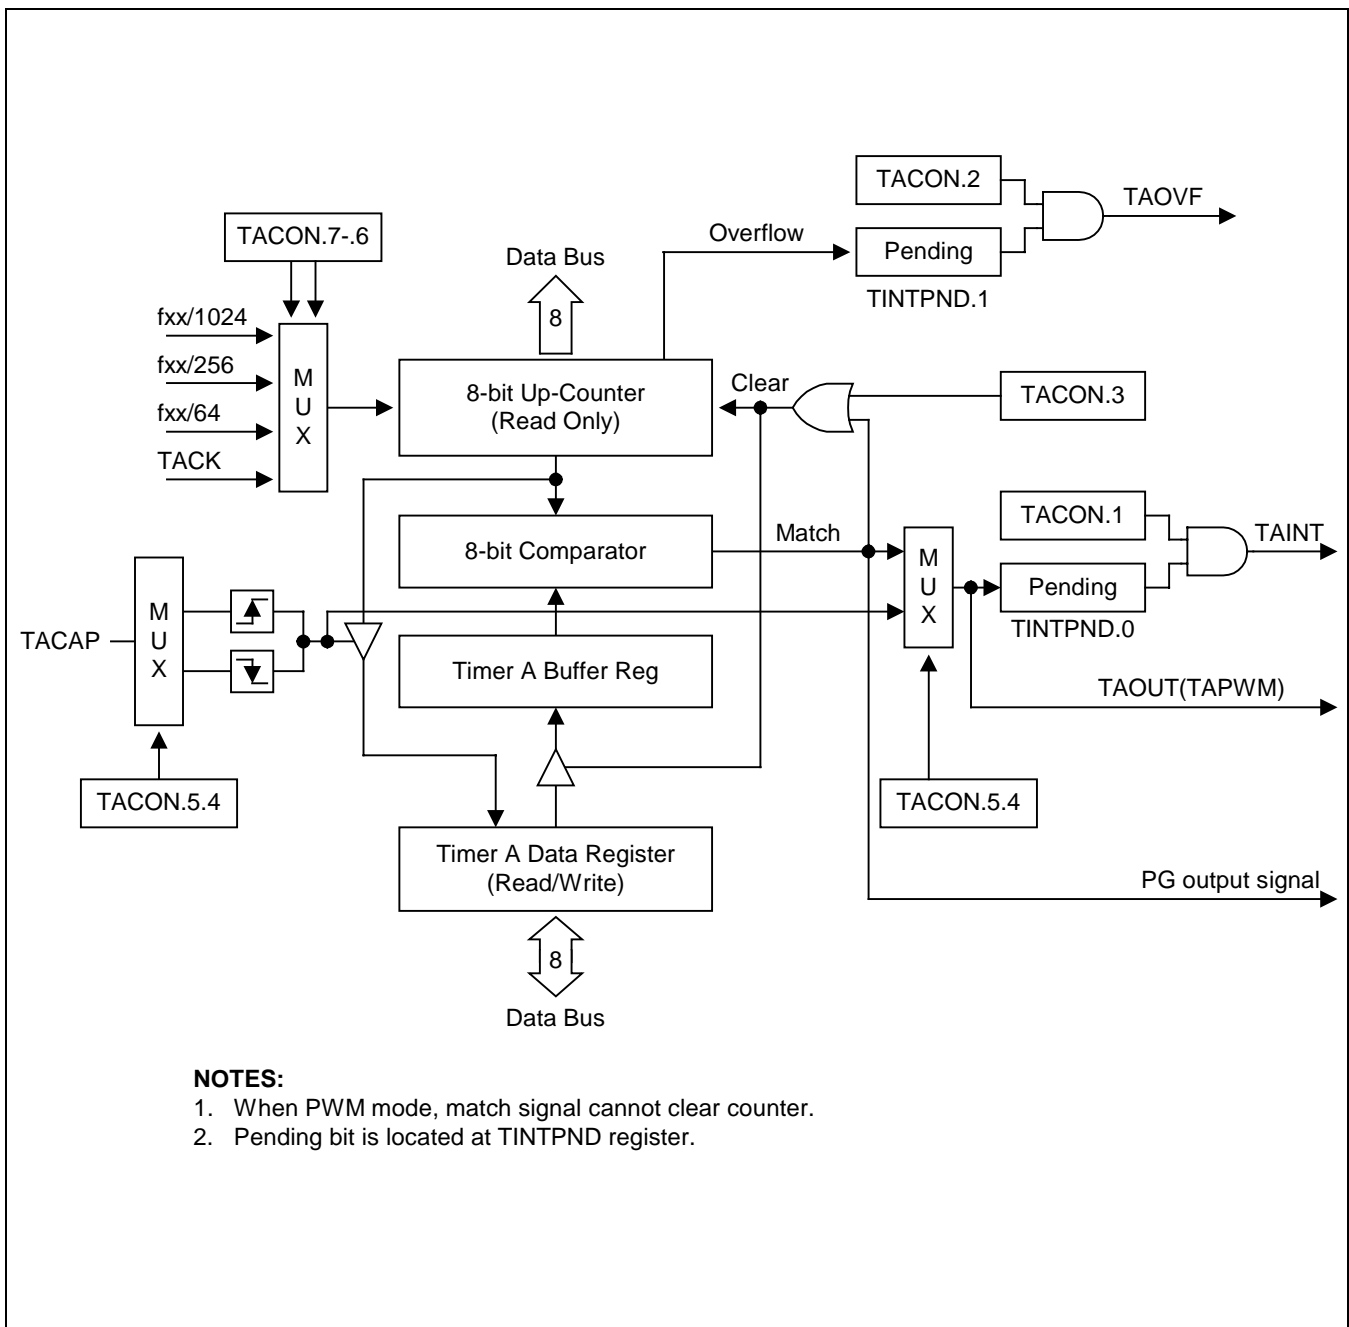 TACON.2
TAOVF
TACON.7-.6
Overflow
Pending
Data Bus
TINTPND.1
8
fxx/1024
fxx/256
fxx/64
TACK
M
U
X
8-bit Up-Counter
(Read Only)
Clear
TACON.3
TACON.1
8-bit Comparator
Match
M
U
X
TAINT
Pending
TINTPND.0
TACAP
M
U
X
Timer A Buffer Reg
TAOUT(TAPWM)
TACON.5.4
TACON.5.4
Timer A Data Register
(Read/Write)
PG output signal
8
Data Bus
NOTES:
1. When PWM mode, match signal cannot clear counter.
2. Pending bit is located at TINTPND register.